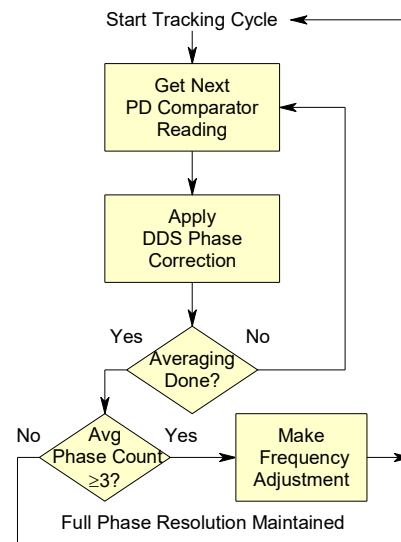 Start Tracking Cycle
Get Next
PD Comparator
Reading
Apply
DDS Phase
Correction
Yes
No
Averaging
Done?
No
Avg
Phase Count
≥3?
Yes
Make
Frequency
Adjustment
Full Phase Resolution Maintained